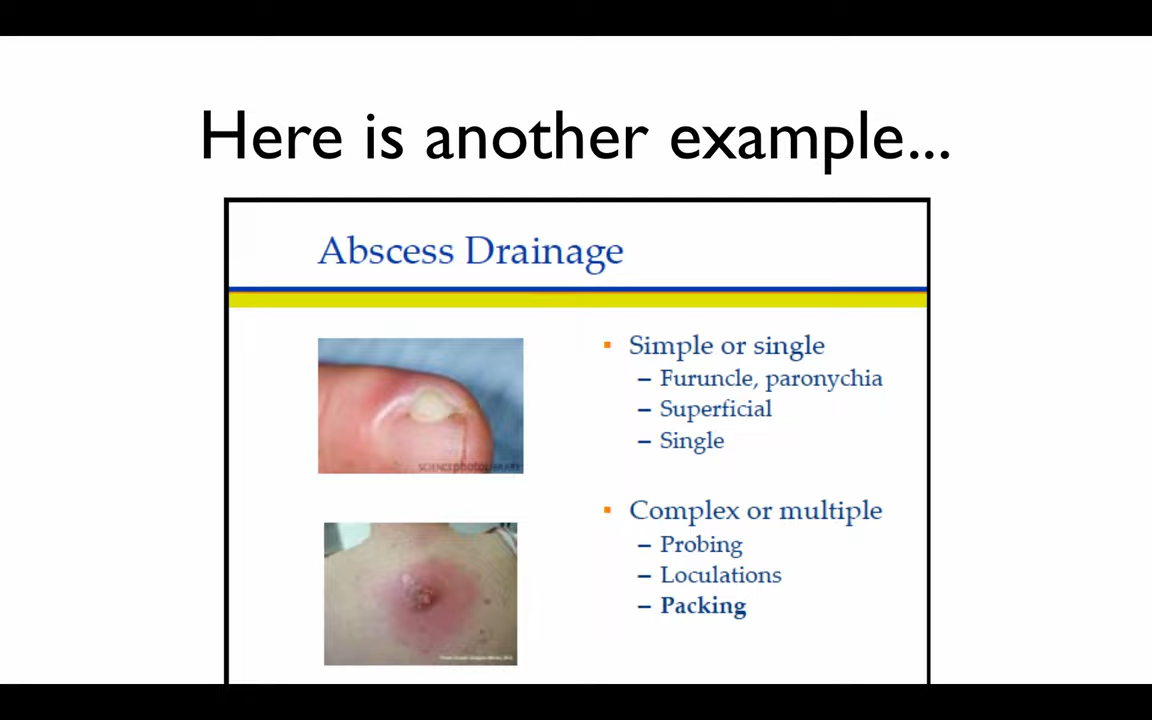 Here is another example...
Abscess Drainage
▪ Simple or single
– Furuncle, paronychia
– Superficial
– Single
SCIENCEPHOTOLIBRARY
▪ Complex or multiple
– Probing
– Loculations
– Packing